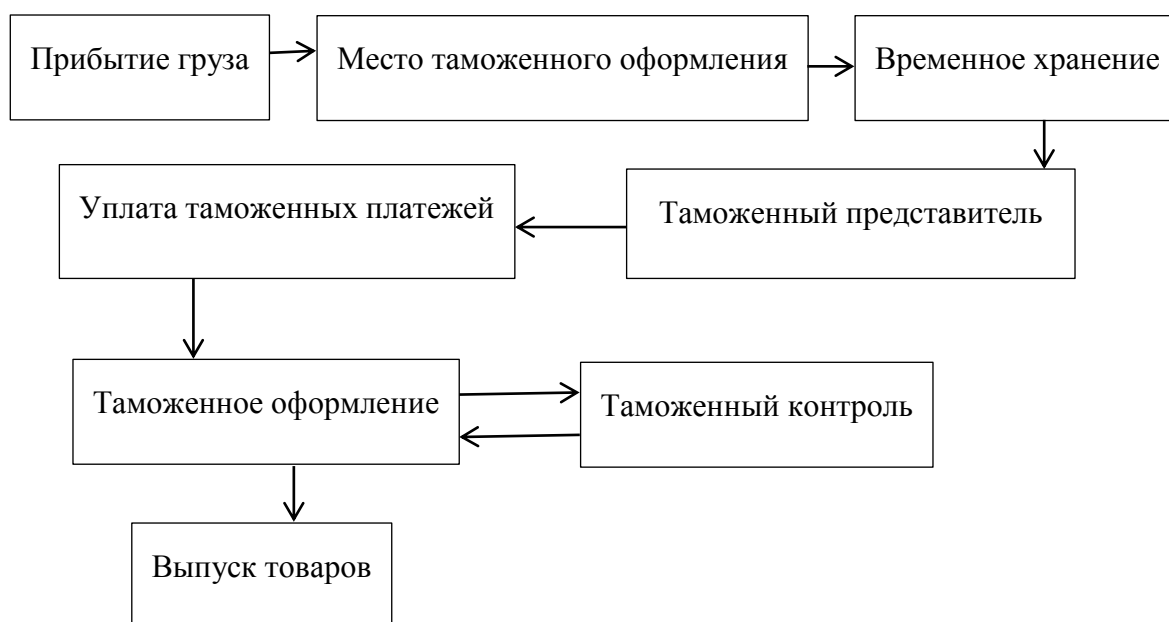 Прибытие груза
Место таможенного оформления
Временное хранение
Таможенный представитель
Уплата таможенных платежей
Таможенное оформление
Таможенный контроль
Выпуск товаров